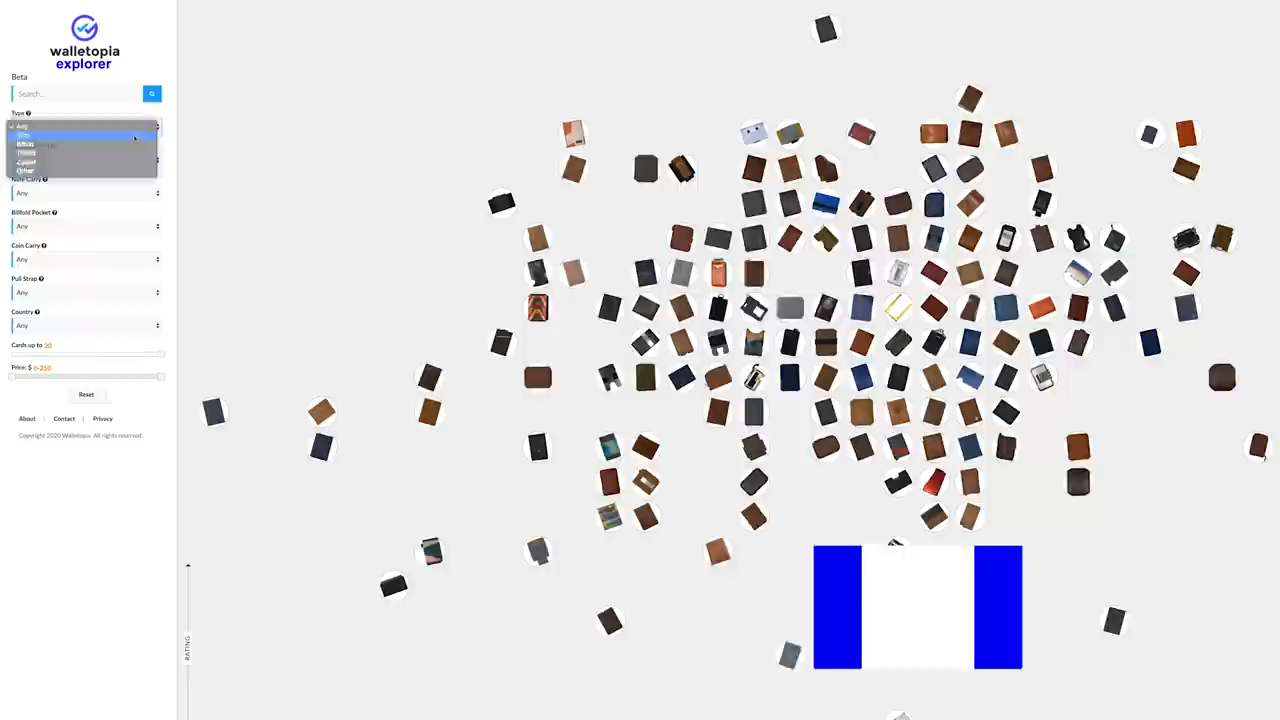 walletopia
explorer
Beta
Search...
Type
Any
Bifold
Other
Note Carry
Any
Billfold Pocket
Any
Coin Carry
Any
Pull Strap
Any
Country
Any
Cards up to 20
Price: $ 0-250
Reset
About | Contact | Privacy
Copyright 2020 Walletopia. All rights reserved.
RATING